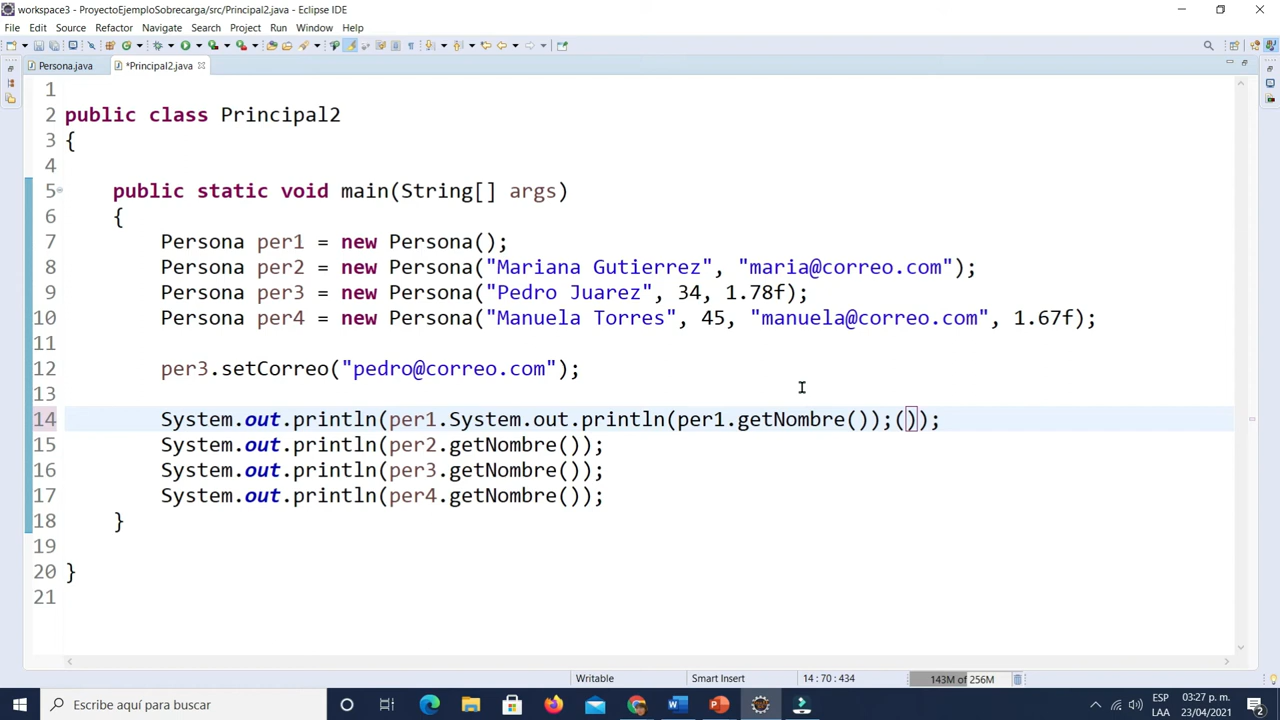 workspace3 - ProyectoEjemploSobrecarga/src/Principal2.java - Eclipse IDE
File Edit Source Refactor Navigate Search Project Run Window Help
Persona.java *Principal2.java
1
2 public class Principal2
3 {
4
5 public static void main(String[] args)
6 {
7 Persona per1 = new Persona();
8 Persona per2 = new Persona("Mariana Gutierrez", "maria@correo.com");
9 Persona per3 = new Persona("Pedro Juarez", 34, 1.78f);
10 Persona per4 = new Persona("Manuela Torres", 45, "manuela@correo.com", 1.67f);
11
12 per3.setCorreo("pedro@correo.com");
13
14 System.out.println(per1.System.out.println(per1.getNombre());());
15 System.out.println(per2.getNombre());
16 System.out.println(per3.getNombre());
17 System.out.println(per4.getNombre());
18 }
19
20 }
21
Writable Smart Insert 14 : 70 : 434 143M of 256M
Escribe aquí para buscar
ESP 03:27 p. m.
LAA 23/04/2021
2